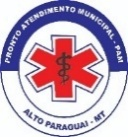 PRONTO ATENDIMENTO MUNICIPAL - PAM
ALTO PARAGUAI - MT